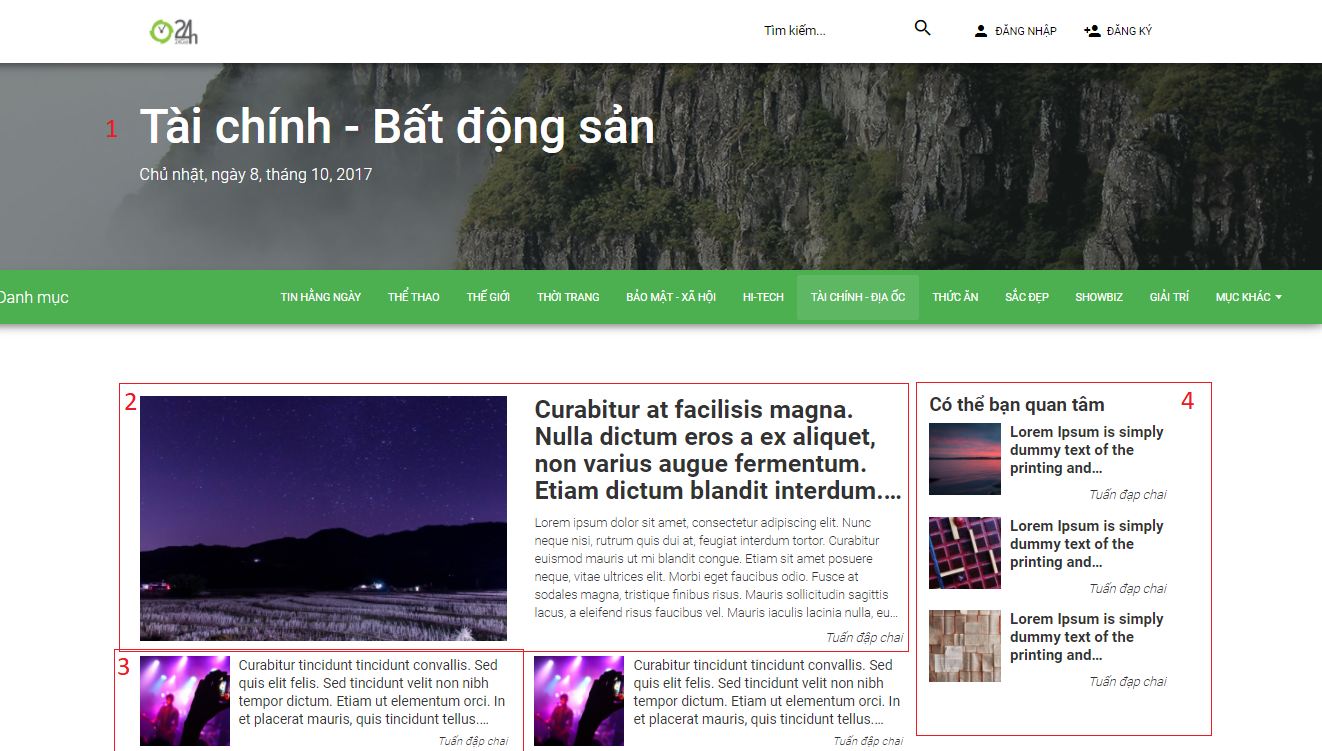 24h
Tìm kiếm...
ĐĂNG NHẬP
ĐĂNG KÝ
1
Tài chính - Bất động sản
Chủ nhật, ngày 8, tháng 10, 2017
Danh mục
TIN HẰNG NGÀY
THỂ THAO
THẾ GIỚI
THỜI TRANG
BẢO MẬT - XÃ HỘI
HI-TECH
TÀI CHÍNH - ĐỊA ỐC
THỨC ĂN
SẮC ĐẸP
SHOWBIZ
GIẢI TRÍ
MỤC KHÁC
2
Curabitur at facilisis magna.
Nulla dictum eros a ex aliquet,
non varius augue fermentum.
Etiam dictum blandit interdum....
Lorem ipsum dolor sit amet, consectetur adipiscing elit. Nunc
neque nisi, rutrum quis dui at, feugiat interdum tortor. Curabitur
euismod mauris ut mi blandit congue. Etiam sit amet posuere
neque, vitae ultrices elit. Morbi eget faucibus odio. Fusce at
sodales magna, tristique finibus risus. Mauris sollicitudin sagittis
lacus, a eleifend risus faucibus vel. Mauris iaculis lacinia nulla, eu...
Tuấn đạp chai
3
Curabitur tincidunt tincidunt convallis. Sed
quis elit felis. Sed tincidunt velit non nibh
tempor dictum. Etiam ut elementum orci. In
et placerat mauris, quis tincidunt tellus....
Tuấn đạp chai
Curabitur tincidunt tincidunt convallis. Sed
quis elit felis. Sed tincidunt velit non nibh
tempor dictum. Etiam ut elementum orci. In
et placerat mauris, quis tincidunt tellus....
Tuấn đạp chai
Có thể bạn quan tâm
4
Lorem Ipsum is simply
dummy text of the
printing and...
Tuấn đạp chai
Lorem Ipsum is simply
dummy text of the
printing and...
Tuấn đạp chai
Lorem Ipsum is simply
dummy text of the
printing and...
Tuấn đạp chai